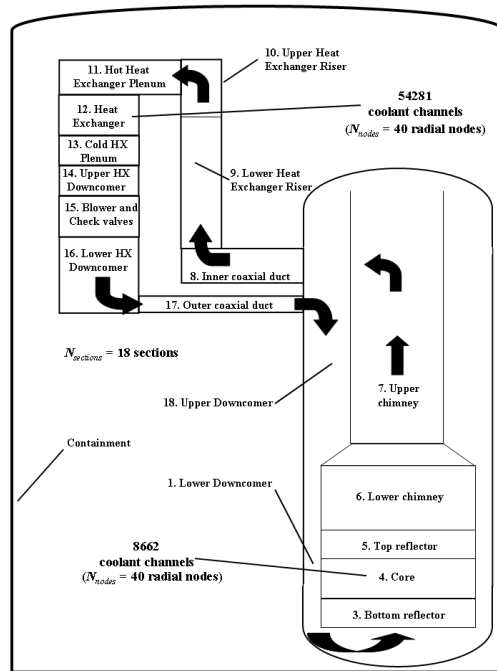 10. Upper Heat
Exchanger Riser
11. Hot Heat
Exchanger Plenum
12. Heat
Exchanger
54281
coolant channels
(Nnodes = 40 radial nodes)
13. Cold HX
Plenum
14. Upper HX
Downcomer
9. Lower Heat
Exchanger Riser
15. Blower and
Check valves
16. Lower HX
Downcomer
8. Inner coaxial duct
17. Outer coaxial duct
Nsections = 18 sections
7. Upper
chimney
18. Upper Downcomer
Containment
1. Lower Downcomer
6. Lower chimney
8662
coolant channels
(Nnodes = 40 radial nodes)
5. Top reflector
4. Core
3. Bottom reflector